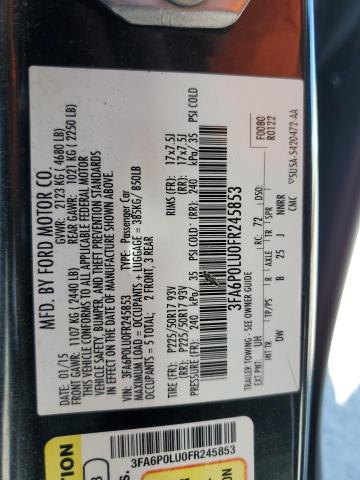 MFD. BY FORD MOTOR CO.
DATE: 01/15 GVWR: 2123 KG ( 4680 LB)
FRONT GAWR: 1107 KG ( 2440 LB) REAR GAWR: 1021 KG ( 2250 LB)
THIS VEHICLE CONFORMS TO ALL APPLICABLE FEDERAL MOTOR
VEHICLE SAFETY, BUMPER, AND THEFT PREVENTION STANDARDS
IN EFFECT ON THE DATE OF MANUFACTURE SHOWN ABOVE.
VIN: 3FA6P0LU0FR245853 TYPE: Passenger Car
MAXIMUM LOAD = OCCUPANTS + LUGGAGE = 385KG/ 850LB
OCCUPANTS = 5 TOTAL; 2 FRONT, 3 REAR
TIRE (FR): P225/50R17 93V RIMS (FR): 17x7.5J
(RR): P225/50R17 93V (RR): 17x7.5J
PRESSURE (FR): 240 kPa/ 35 PSI COLD (RR): 240 kPa/ 35 PSI COLD
3FA6P0LU0FR245853
F0080
R0122
TRAILER TOWING - SEE OWNER GUIDE
EXT PNT: UH RC: 72 DSO:
INT TR TP/PS R AXLE TR SPR
DW B 25 J NNRR
CMC 5U5A-5420472-AA
3FA6P0LU0FR245853